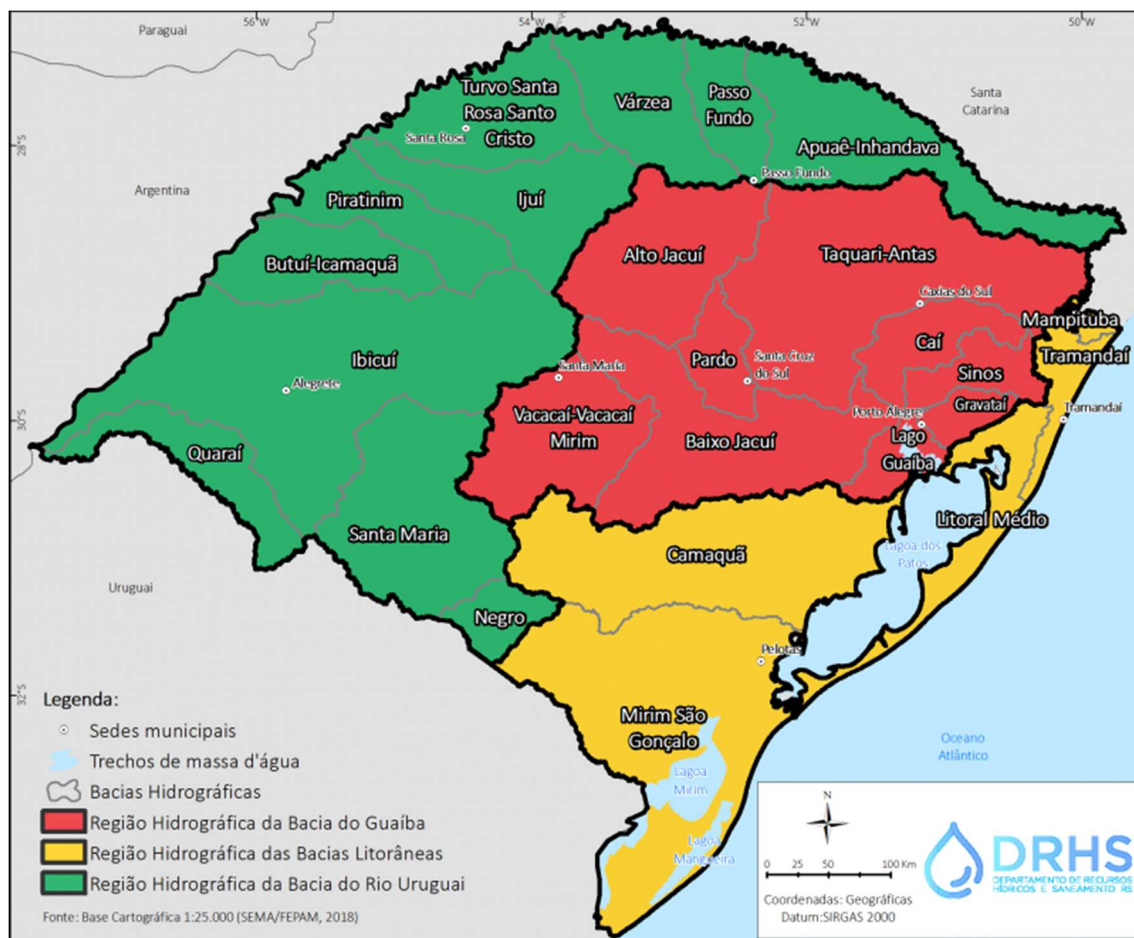 56°W
54°W
52°W
50°W
Paraguai
Santa
Catarina
Turvo Santa
Rosa Santo
Cristo
Santa Rosa
Várzea
Passo
Fundo
28°S
Apuaê-Inhandava
Passo Fundo
Argentina
Piratinim
Ijuí
Butuí-Icamaquã
Alto Jacuí
Taquari-Antas
Caxias do Sul
Mampituba
Caí
Tramandaí
Ibicuí
Santa Maria
Pardo
Santa Cruz
do Sul
Sinos
Alegrete
Gravataí
Tramandaí
Porto Alegre
30°S
Vacacaí-Vacacaí
Mirim
Baixo Jacuí
Lago
Guaíba
Quaraí
Litoral Médio
Santa Maria
Camaquã
Lagoa dos
Patos
Uruguai
Negro
Pelotas
32°S
Mirim São
Gonçalo
Oceano
Atlântico
Lagoa
Mirim
Lagoa
Mangueira
Legenda:
Sedes municipais
Trechos de massa d'água
Bacias Hidrográficas
Região Hidrográfica da Bacia do Guaíba
Região Hidrográfica das Bacias Litorâneas
Região Hidrográfica da Bacia do Rio Uruguai
Fonte: Base Cartográfica 1:25.000 (SEMA/FEPAM, 2018)
N
0 25 50 100 Km
Coordenadas: Geográficas
Datum:SIRGAS 2000
DRHS
DEPARTAMENTO DE RECURSOS
HÍDRICOS E SANEAMENTO RS